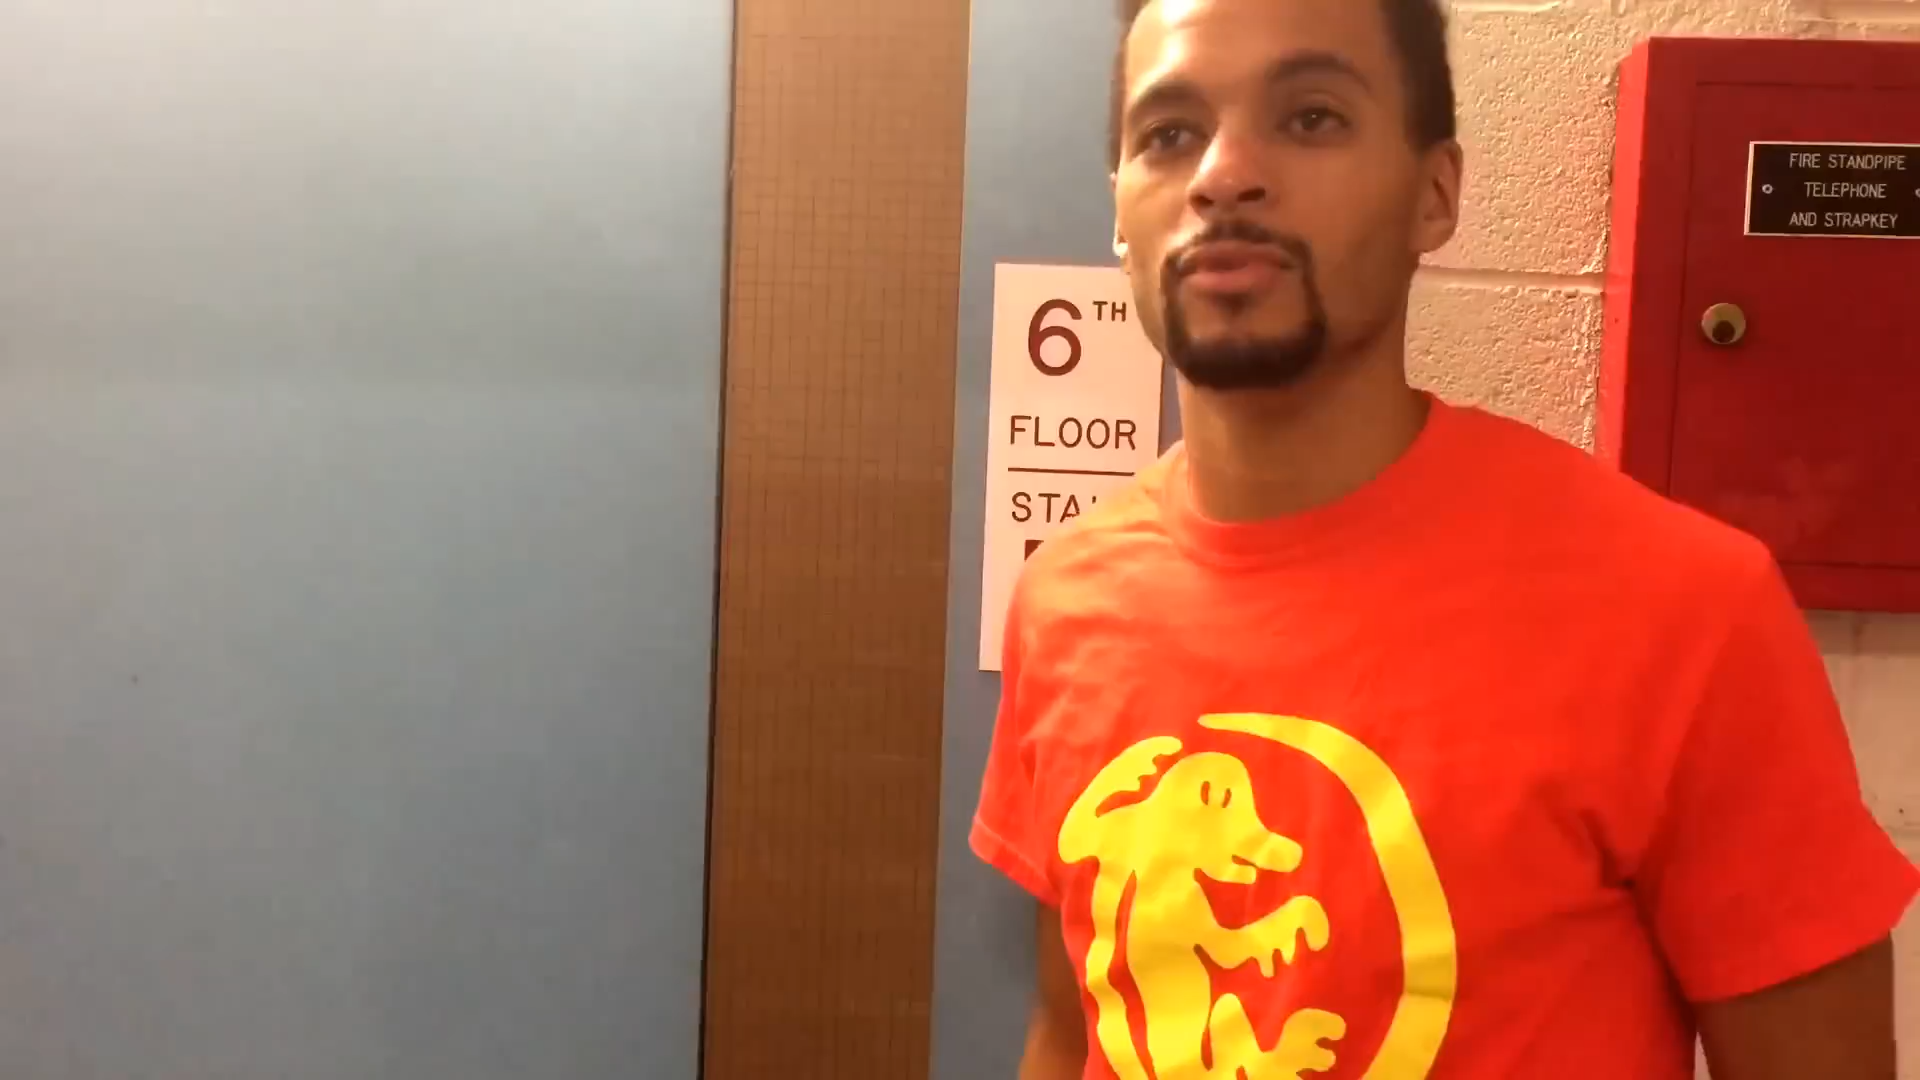 6TH
FLOOR
FIRE STANDPIPE
TELEPHONE
AND STRAPKEY